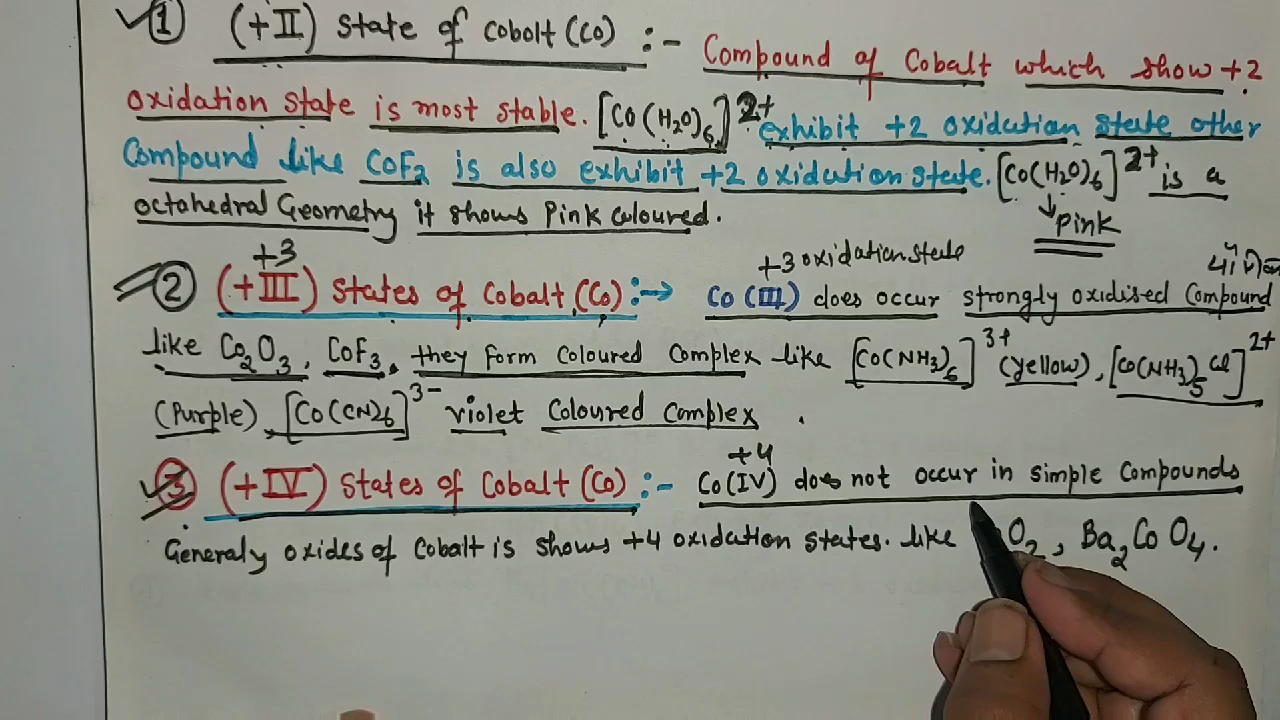 ① (+II) State of Cobolt (Co) :- Compound of Cobalt which show +2
oxidation state is most stable. [Co(H₂O)₆]²⁺ exhibit +2 oxidation state other
Compound like CoF₂ is also exhibit +2 oxidation state. [Co(H₂O)₆]²⁺ is a
octahedral Geometry it shows Pink coloured.
↓ Pink
+3
② (+III) States of Cobalt (Co) :→ Co(III) does occur strongly oxidised Compound
+3 oxidation state
like Co₂O₃, CoF₃. they form coloured complex like [Co(NH3)₆]³⁺ (yellow), [Co(NH3)₅Cl]²⁺
(Purple), [Co(CN)6]³⁻ violet Coloured Complex .
+4
③ (+IV) States of Cobalt (Co) :- Co(IV) does not occur in simple Compounds
Generaly oxides of Cobalt is shows +4 oxidation states. like O₂, Ba₂CoO₄.